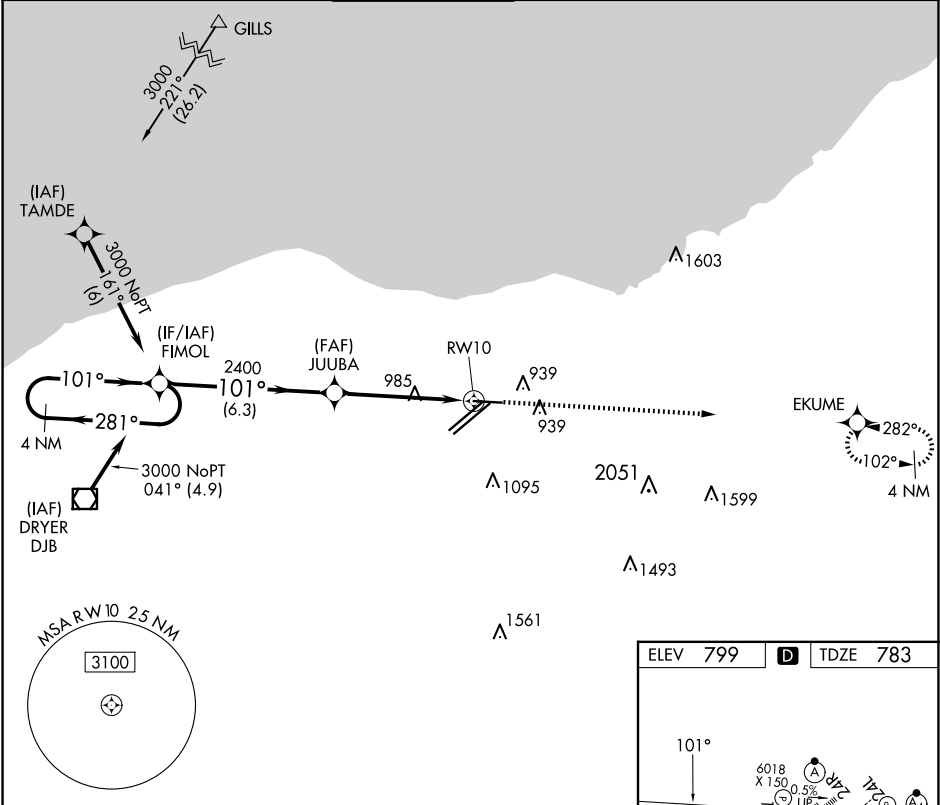 GILLS
3000
221°
(26.2)
(IAF)
TAMDE
3000 NoPT
161°
(6)
1603
(IF/IAF)
FIMOL
(FAF)
JUUBA
RW10
2400
101°
101°
(6.3)
985
939
939
EKUME
281°
4 NM
282°
102°
4 NM
3000 NoPT
041° (4.9)
(IAF)
DRYER
DJB
1095
2051
1599
1493
1561
MSA RW10 25 NM
3100
ELEV 799
D
TDZE 783
101°
6018
X 150
0.5%
UP
P
A
24R
24L
A